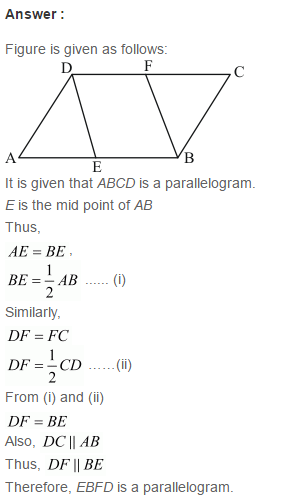 Answer :
Figure is given as follows:
D F C
A E B
It is given that ABCD is a parallelogram.
E is the mid point of AB
Thus,
AE = BE ,
BE = 1/2 AB ...... (i)
Similarly,
DF = FC
DF = 1/2 CD ......(ii)
From (i) and (ii)
DF = BE
Also, DC || AB
Thus, DF || BE
Therefore, EBFD is a parallelogram.